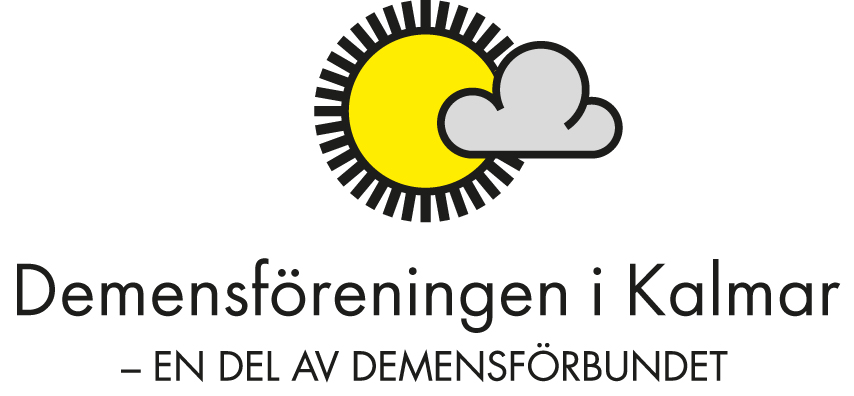 Demensföreningen i Kalmar
– EN DEL AV DEMENSFÖRBUNDET